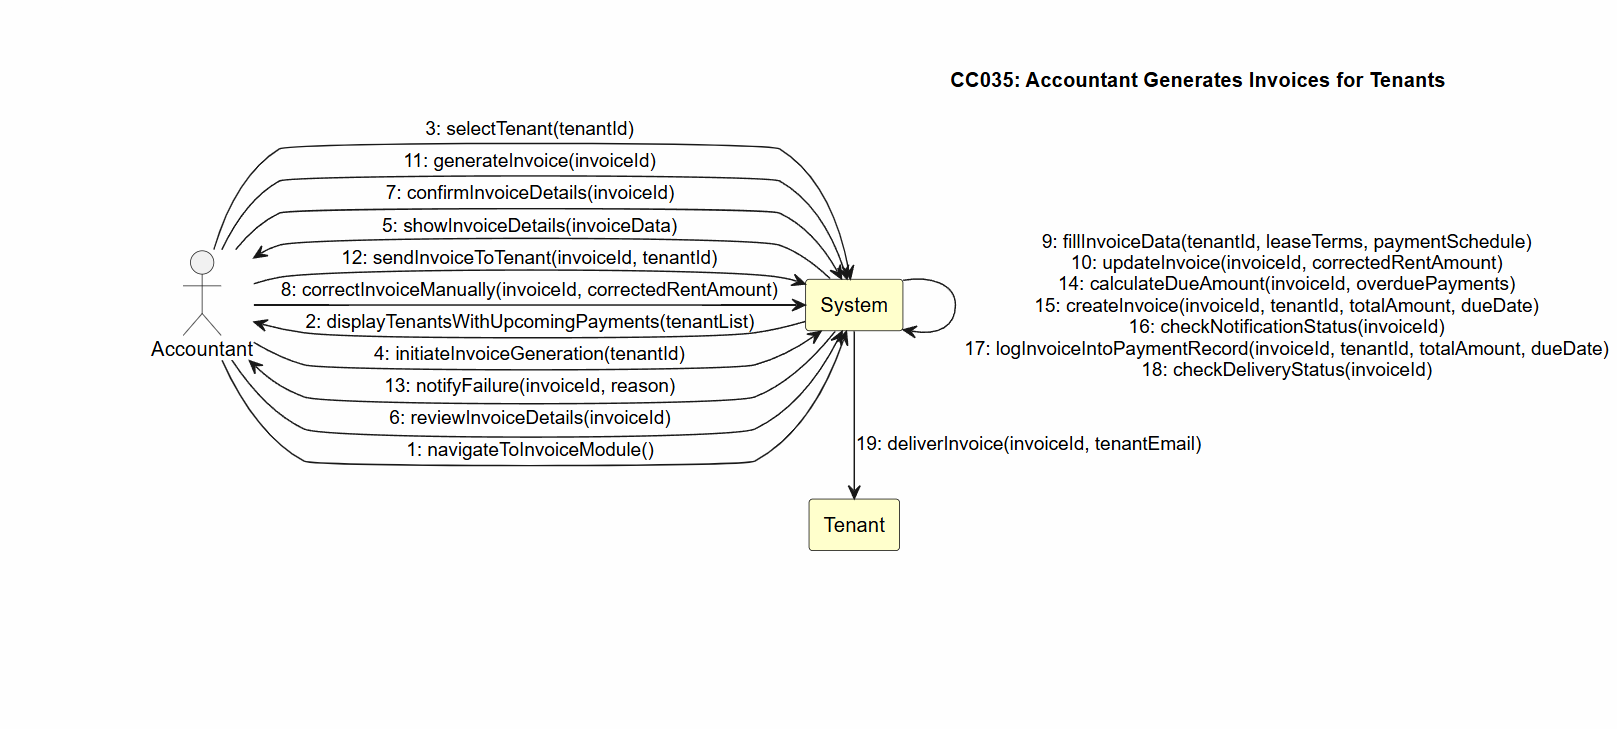 CC035: Accountant Generates Invoices for Tenants
3: selectTenant(tenantId)
11: generateInvoice(invoiceId)
7: confirmInvoiceDetails(invoiceId)
5: showInvoiceDetails(invoiceData)
12: sendInvoiceToTenant(invoiceId, tenantId)
8: correctInvoiceManually(invoiceId, correctedRentAmount)
2: displayTenantsWithUpcomingPayments(tenantList)
4: initiateInvoiceGeneration(tenantId)
13: notifyFailure(invoiceId, reason)
6: reviewInvoiceDetails(invoiceId)
1: navigateToInvoiceModule()
Accountant
System
9: fillInvoiceData(tenantId, leaseTerms, paymentSchedule)
10: updateInvoice(invoiceId, correctedRentAmount)
14: calculateDueAmount(invoiceId, overduePayments)
15: createInvoice(invoiceId, tenantId, totalAmount, dueDate)
16: checkNotificationStatus(invoiceId)
17: logInvoiceIntoPaymentRecord(invoiceId, tenantId, totalAmount, dueDate)
18: checkDeliveryStatus(invoiceId)
19: deliverInvoice(invoiceId, tenantEmail)
Tenant